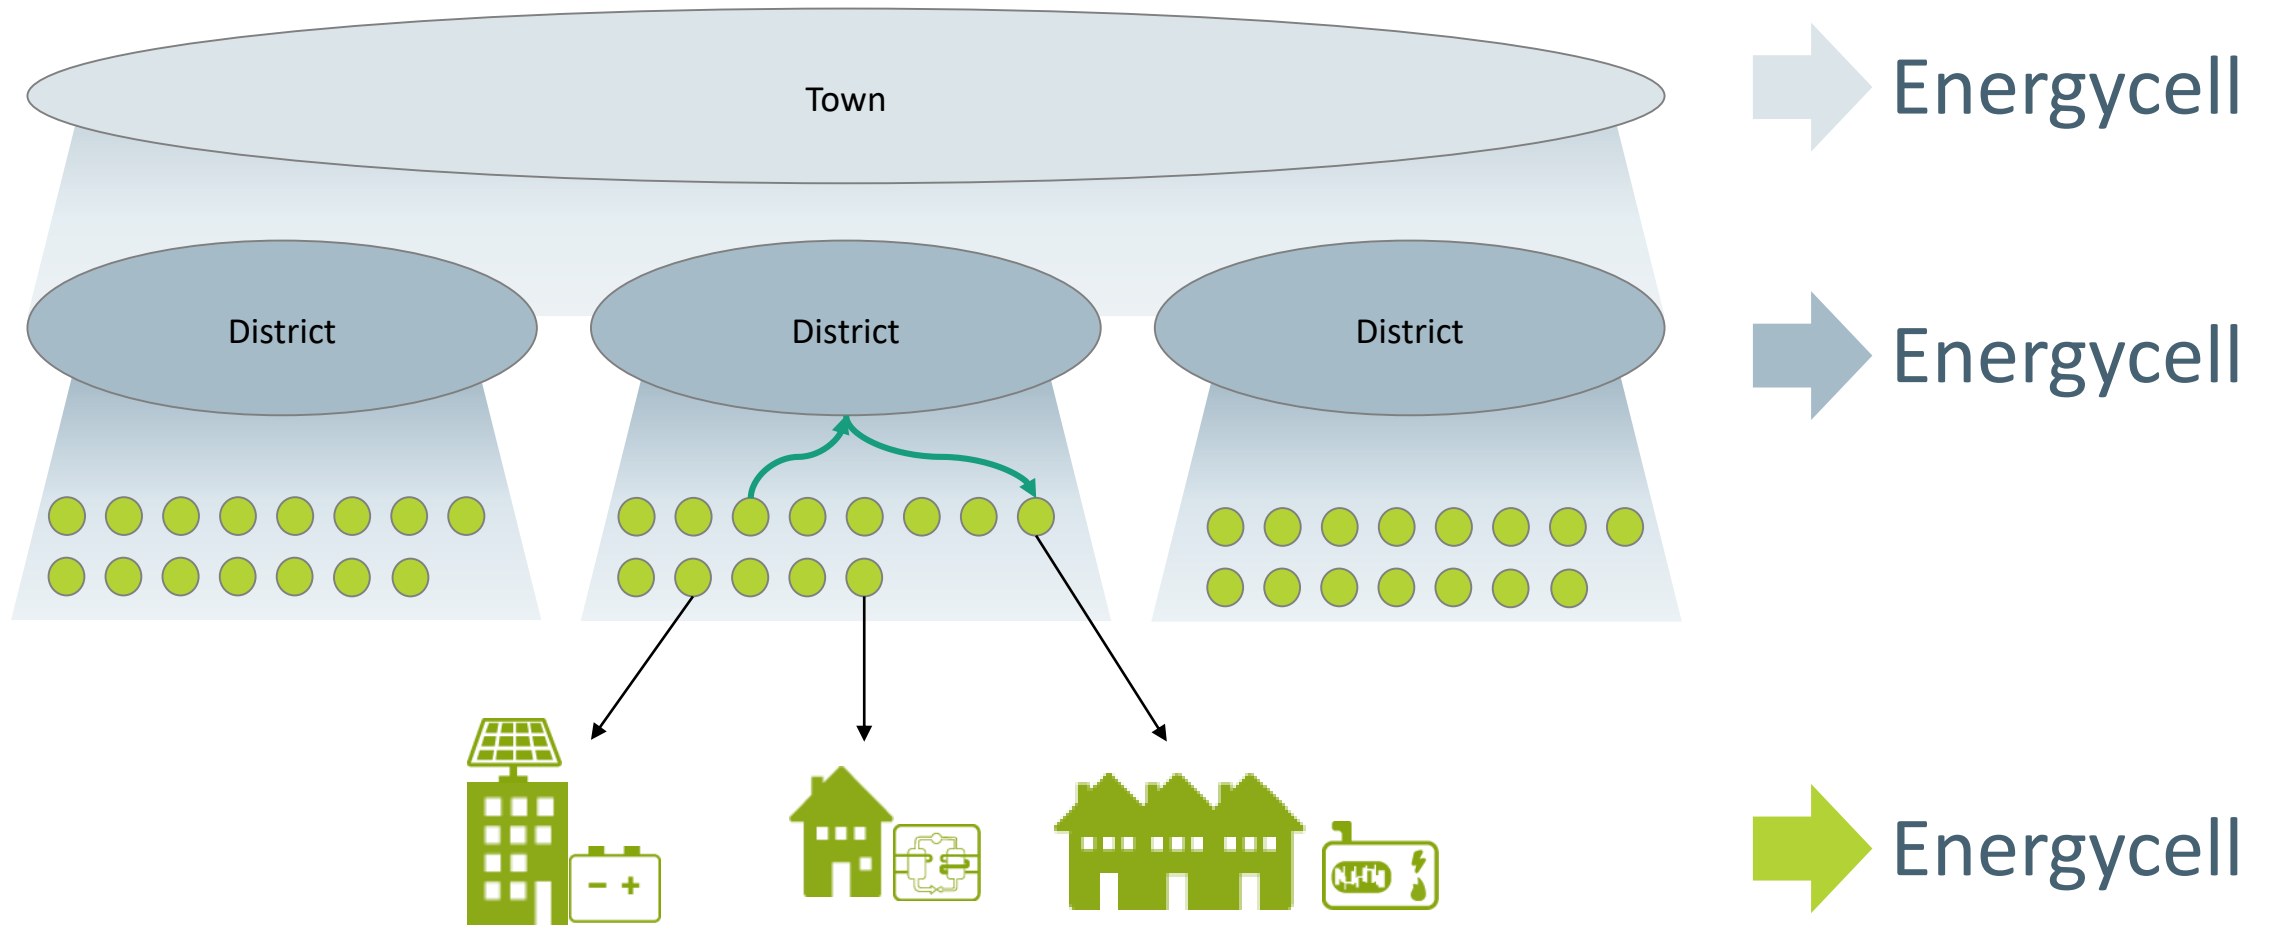 Town
Energycell
District
District
District
Energycell
- +
Energycell